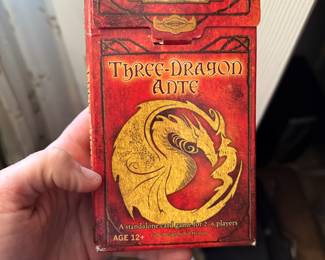 THREE-DRAGON
ANTE
A standalone card game for 2-6 players
AGE 12+